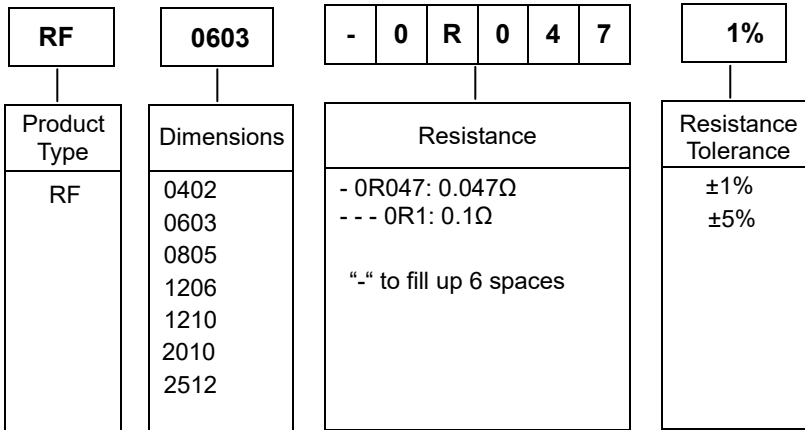 RF 0603 - 0 R 0 4 7 1%
Product Type
Dimensions
Resistance
Resistance Tolerance
RF
0402
0603
0805
1206
1210
2010
2512
- 0R047: 0.047Ω
- - - 0R1: 0.1Ω
“-“ to fill up 6 spaces
±1%
±5%